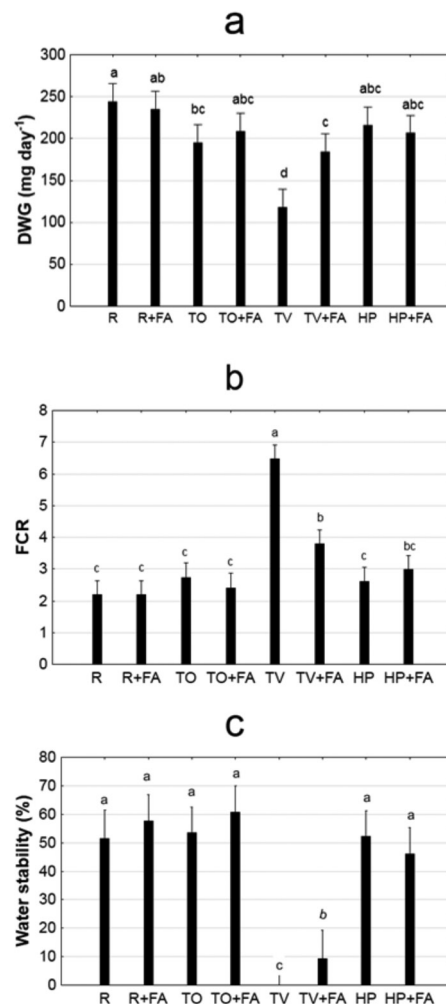 a
DWG (mg day-1)
300
250
200
150
100
50
0
a
ab
bc
abc
d
c
abc
abc
R R+FA TO TO+FA TV TV+FA HP HP+FA
b
FCR
8
7
6
5
4
3
2
1
0
c
c
c
c
a
b
c
bc
R R+FA TO TO+FA TV TV+FA HP HP+FA
c
Water stability (%)
80
70
60
50
40
30
20
10
0
a
a
a
a
c
b
a
a
R R+FA TO TO+FA TV TV+FA HP HP+FA